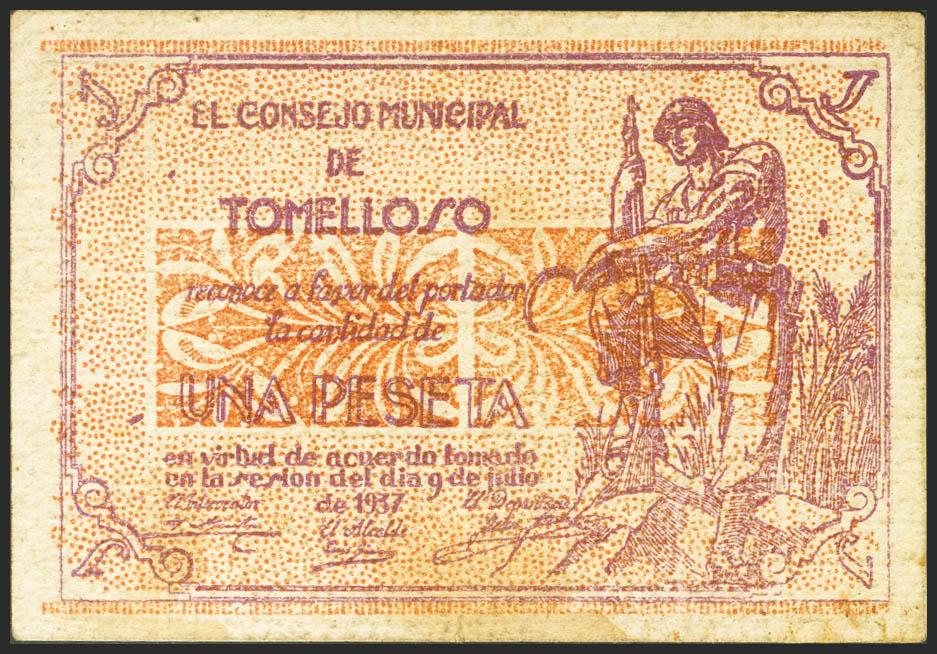 EL CONSEJO MUNICIPAL
DE
TOMELLOSO
reconoce a favor del portador
la cantidad de
UNA PESETA
en virtud de acuerdo tomado
en la sesion del dia 9 de julio
de 1937
El Interventor
El Alcalde
El Depositario